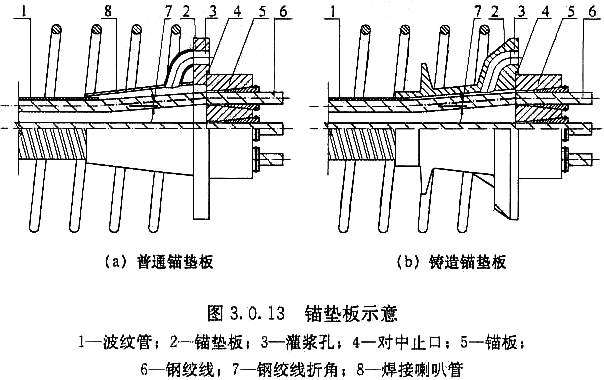 1 8 7 2 3 4 5 6
1 7 2 3 4 5 6
(a) 普通锚垫板
(b) 铸造锚垫板
图 3.0.13 锚垫板示意
1—波纹管；2—锚垫板；3—灌浆孔；4—对中止口；5—锚板；
6—钢绞线；7—钢绞线折角；8—焊接喇叭管